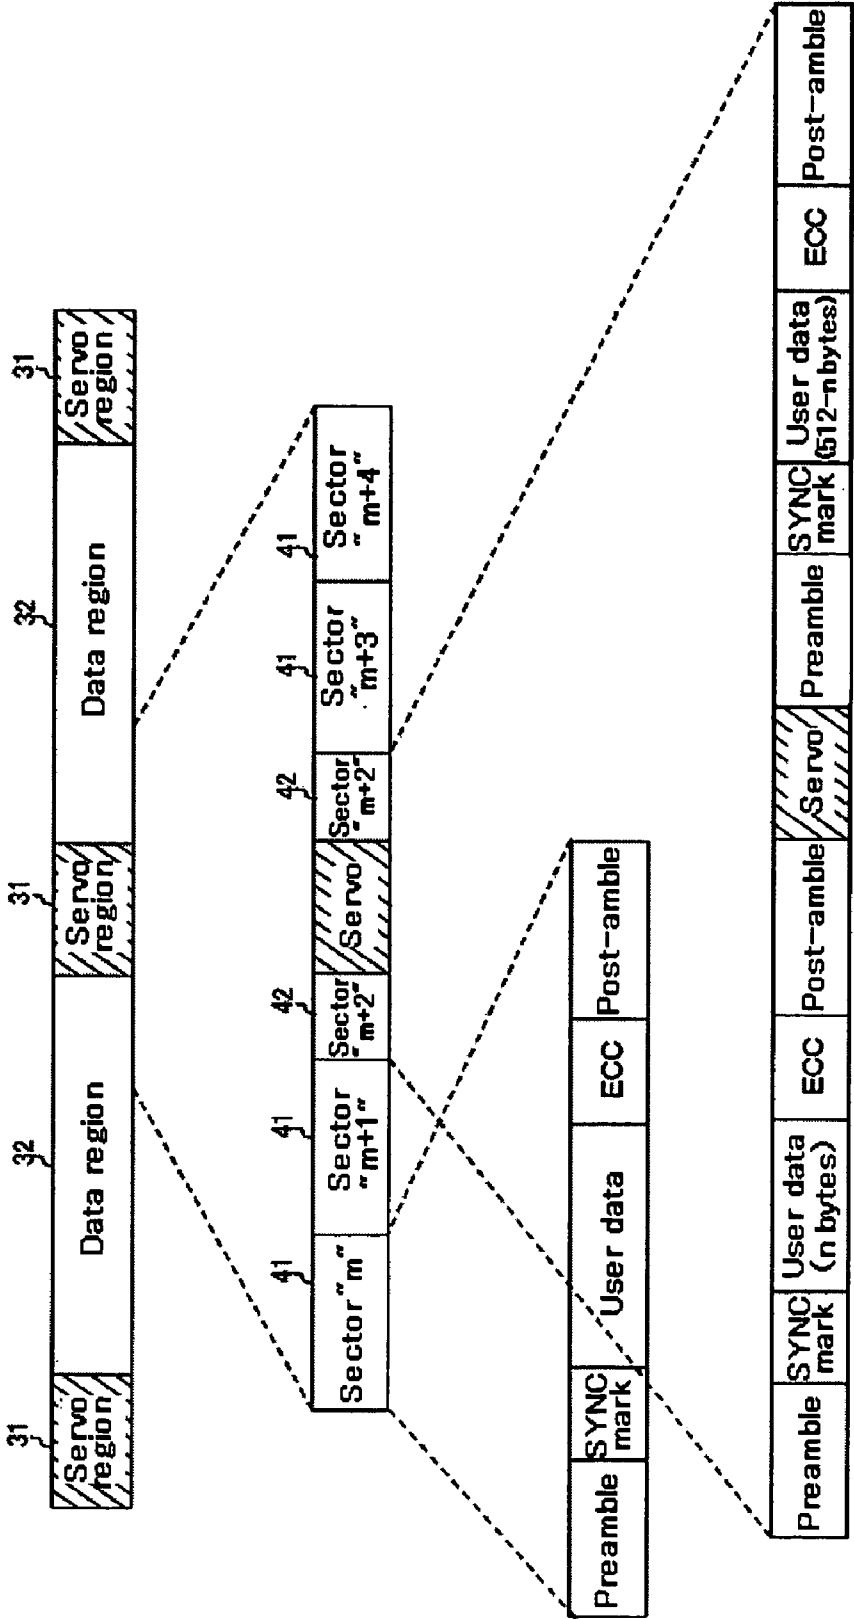 31
32
31
32
31
Servo
region
Data region
Servo
region
Data region
Servo
region
41
41
42
42
41
41
Sector "m"
Sector
"m+1"
Sector
"m+2"
Servo
Sector
"m+2"
Sector
"m+3"
Sector
"m+4"
Preamble
SYNC
mark
User data
ECC
Post-amble
Preamble
SYNC
mark
User data
(n bytes)
ECC
Post-amble
Servo
Preamble
SYNC
mark
User data
(512-nbytes)
ECC
Post-amble